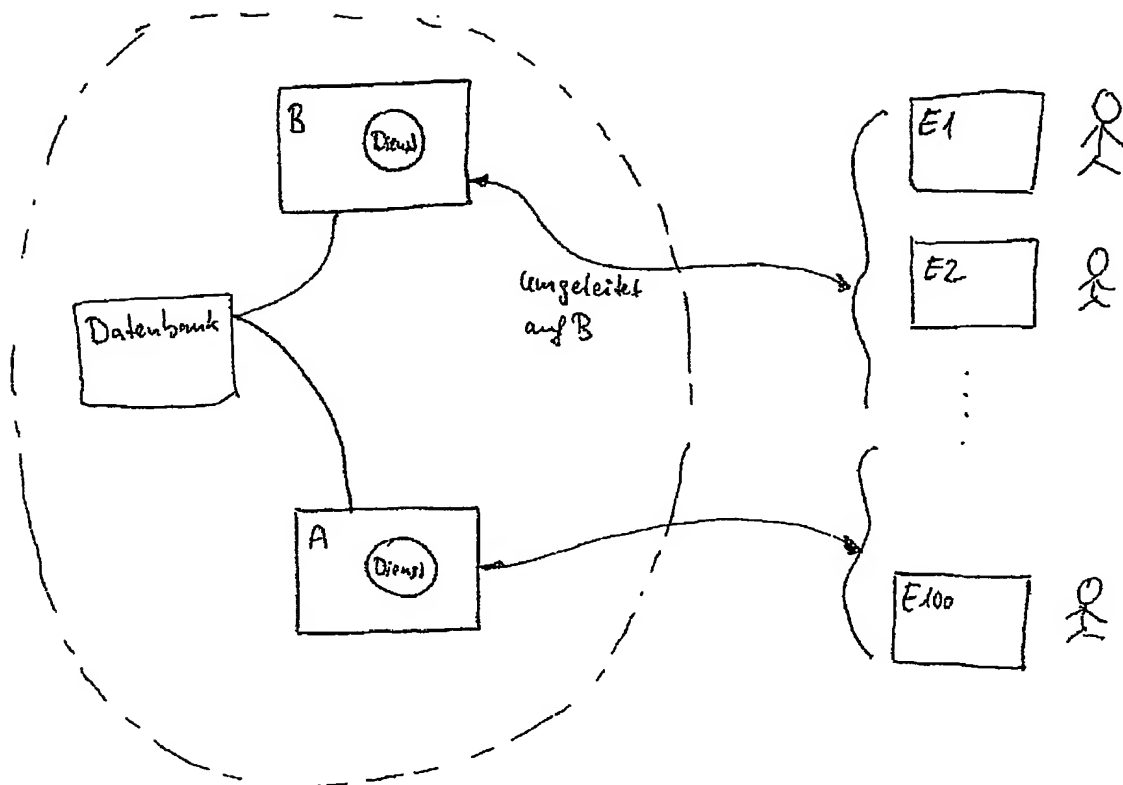 B
Dienst
E1
E2
umgeleitet
auf B
Datenbank
A
Dienst
E100